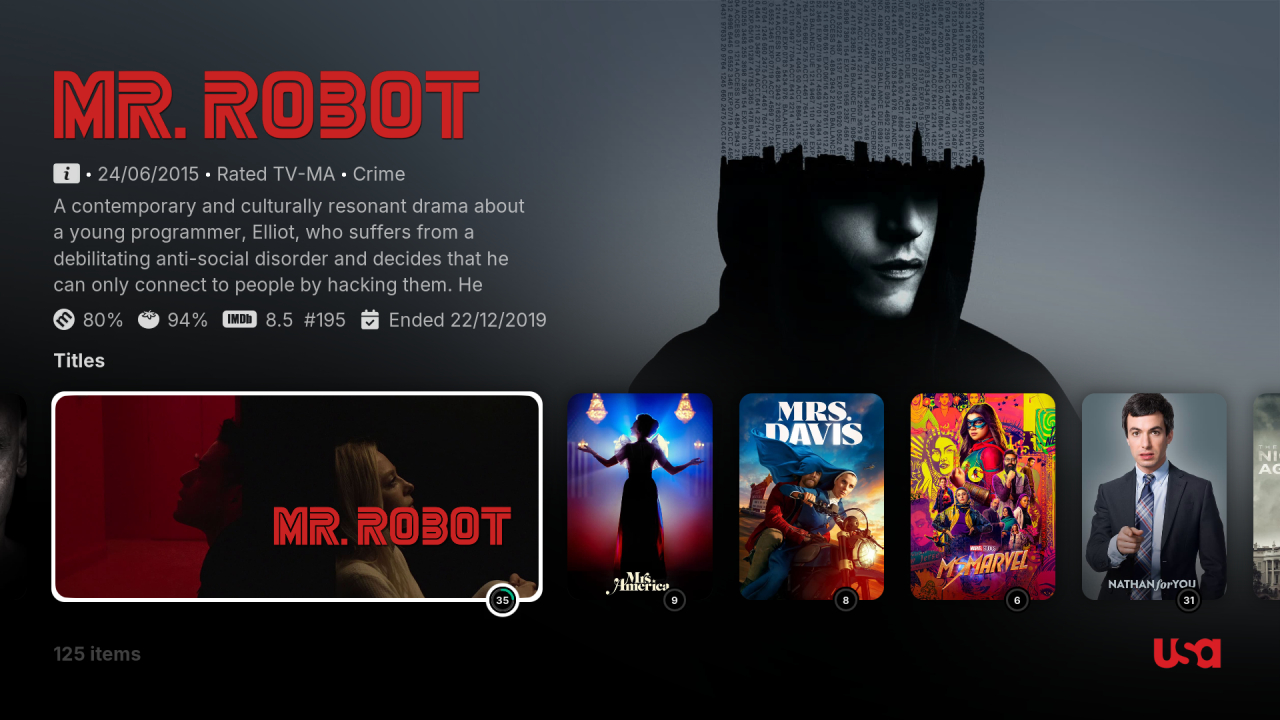 MR. ROBOT
i • 24/06/2015 • Rated TV-MA • Crime
A contemporary and culturally resonant drama about
a young programmer, Elliot, who suffers from a
debilitating anti-social disorder and decides that he
can only connect to people by hacking them. He
80% 94% IMDb 8.5 #195 Ended 22/12/2019
Titles
MR. ROBOT
35
Mrs.
America
9
MRS.
DAVIS
8
MARVEL STUDIOS
MS. MARVEL
6
NATHAN for YOU
31
125 items
usa